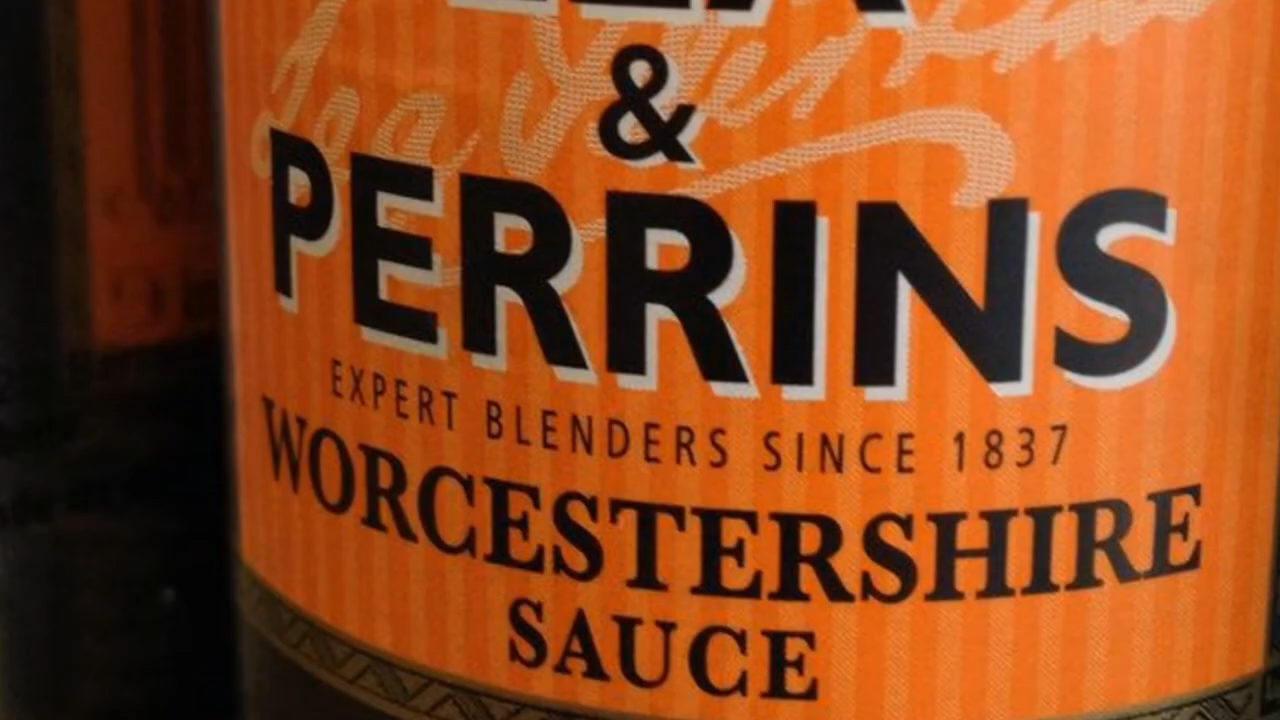 &
PERRINS
EXPERT BLENDERS SINCE 1837
WORCESTERSHIRE
SAUCE